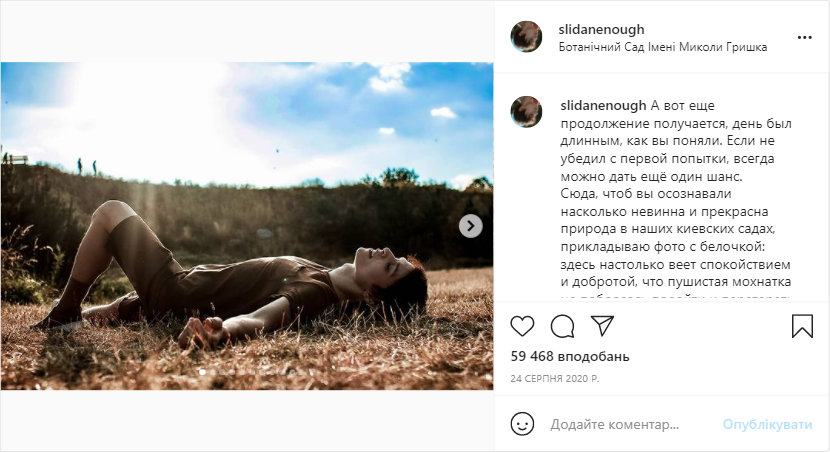 slidanenough
Ботанічний Сад Імені Миколи Гришка
slidanenough А вот еще
продолжение получается, день был
длинным, как вы поняли. Если не
убедил с первой попытки, всегда
можно дать ещё один шанс.
Сюда, чтоб вы осознавали
насколько невинна и прекрасна
природа в наших киевских садах,
прикладываю фото с белочкой:
здесь настолько веет спокойствием
и добротой, что пушистая мохнатка
59 468 вподобань
24 СЕРПНЯ 2020 Р.
Додайте коментар...
Опублікувати